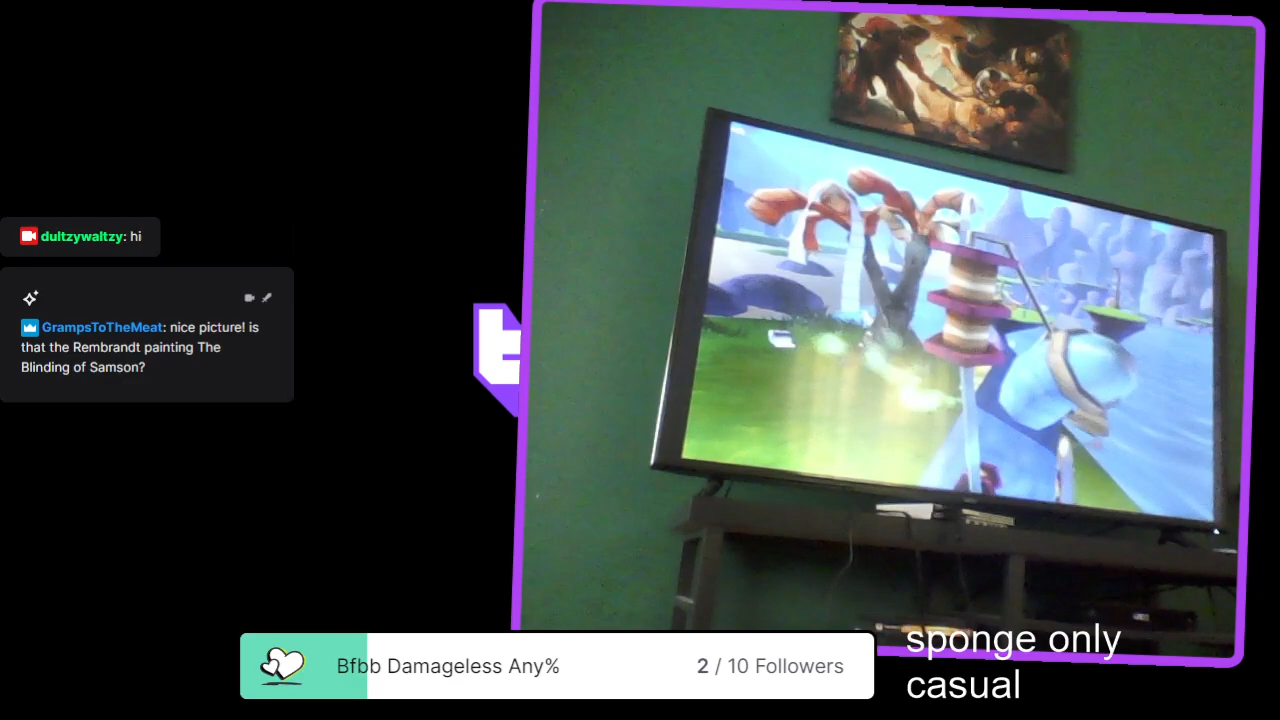 dultzywaltzy: hi
GrampsToTheMeat: nice picture! is
that the Rembrandt painting The
Blinding of Samson?
Bfbb Damageless Any%
2 / 10 Followers
sponge only
casual